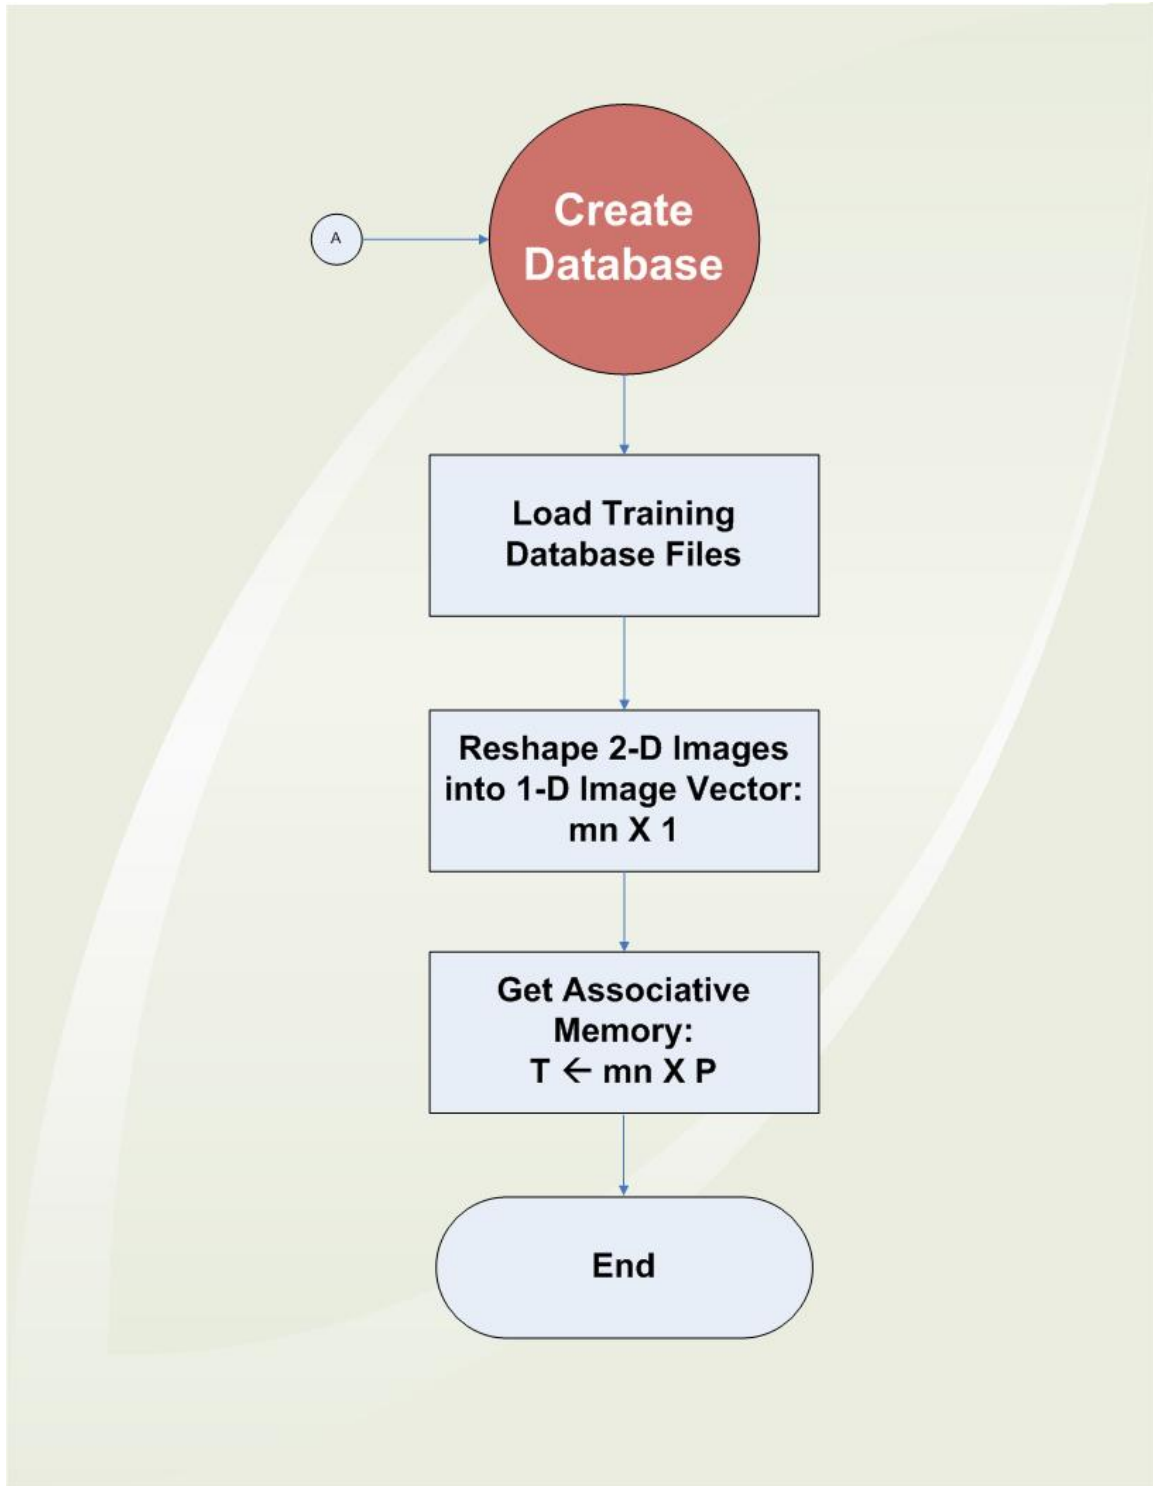 Create
Database
A
Load Training
Database Files
Reshape 2-D Images
into 1-D Image Vector:
mn X 1
Get Associative
Memory:
T ← mn X P
End